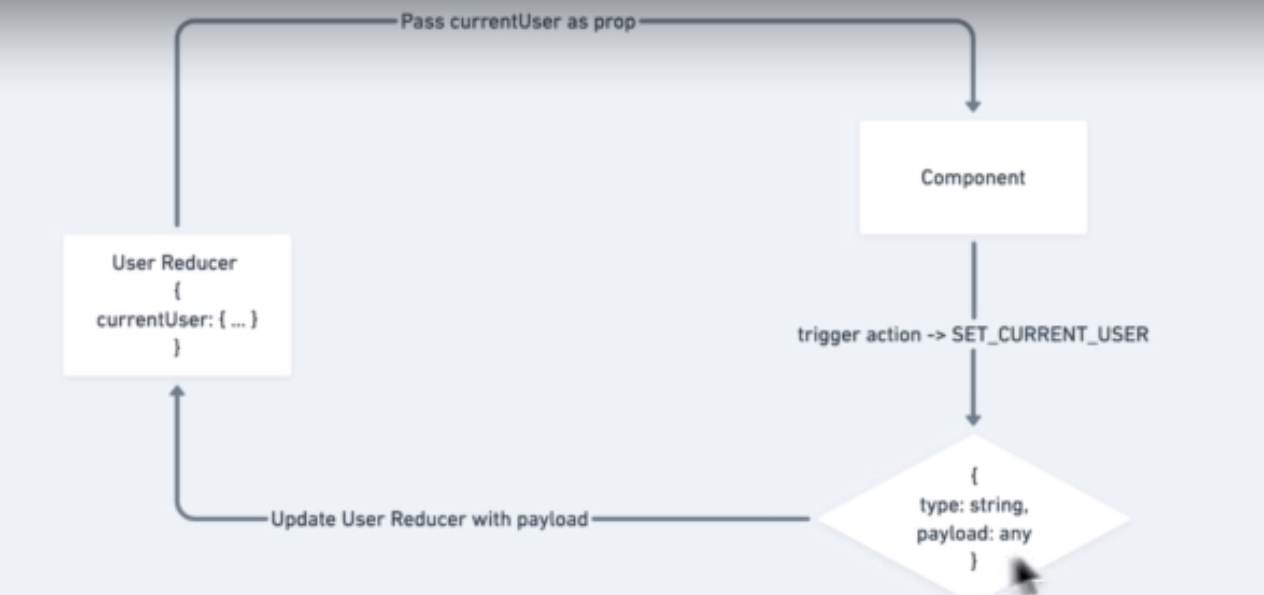 Pass currentUser as prop
Component
User Reducer
{
currentUser: { ... }
}
trigger action -> SET_CURRENT_USER
{
type: string,
payload: any
}
Update User Reducer with payload